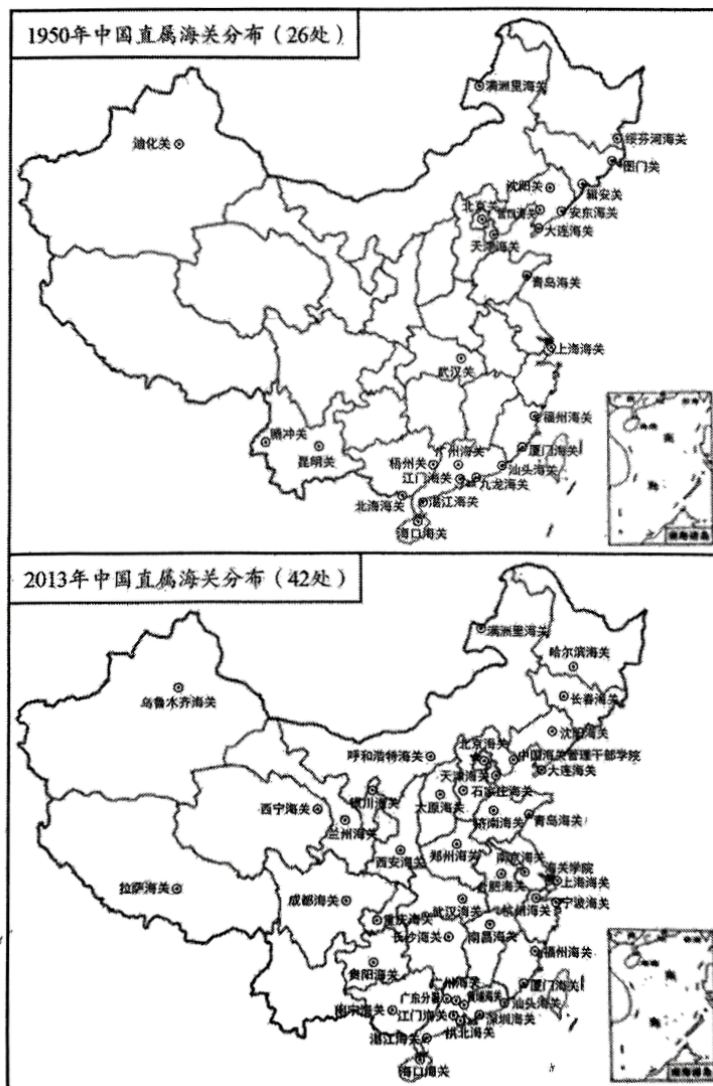 1950年中国直属海关分布（26处）
满洲里海关
绥芬河海关
迪化关
图门关
沈阳关
辑安关
北京关
营口海关
安东海关
大连海关
天津海关
青岛海关
上海海关
武汉关
福州海关
腾冲关
昆明关
厦门海关
广州海关
梧州关
汕头海关
江门海关
九龙海关
北海海关
湛江海关
海口海关
南海诸岛
2013年中国直属海关分布（42处）
满洲里海关
哈尔滨海关
乌鲁木齐海关
长春海关
沈阳海关
呼和浩特海关
北京海关
中国海关管理干部学院
大连海关
天津海关
石家庄海关
银川海关
太原海关
西宁海关
济南海关
青岛海关
兰州海关
郑州海关
西安海关
南京海关
海关学院
合肥海关
上海海关
拉萨海关
成都海关
武汉海关
杭州海关
宁波海关
重庆海关
长沙海关
南昌海关
福州海关
贵阳海关
广州海关
厦门海关
广东分署
黄埔海关
汕头海关
南宁海关
江门海关
深圳海关
拱北海关
湛江海关
海口海关
南海诸岛